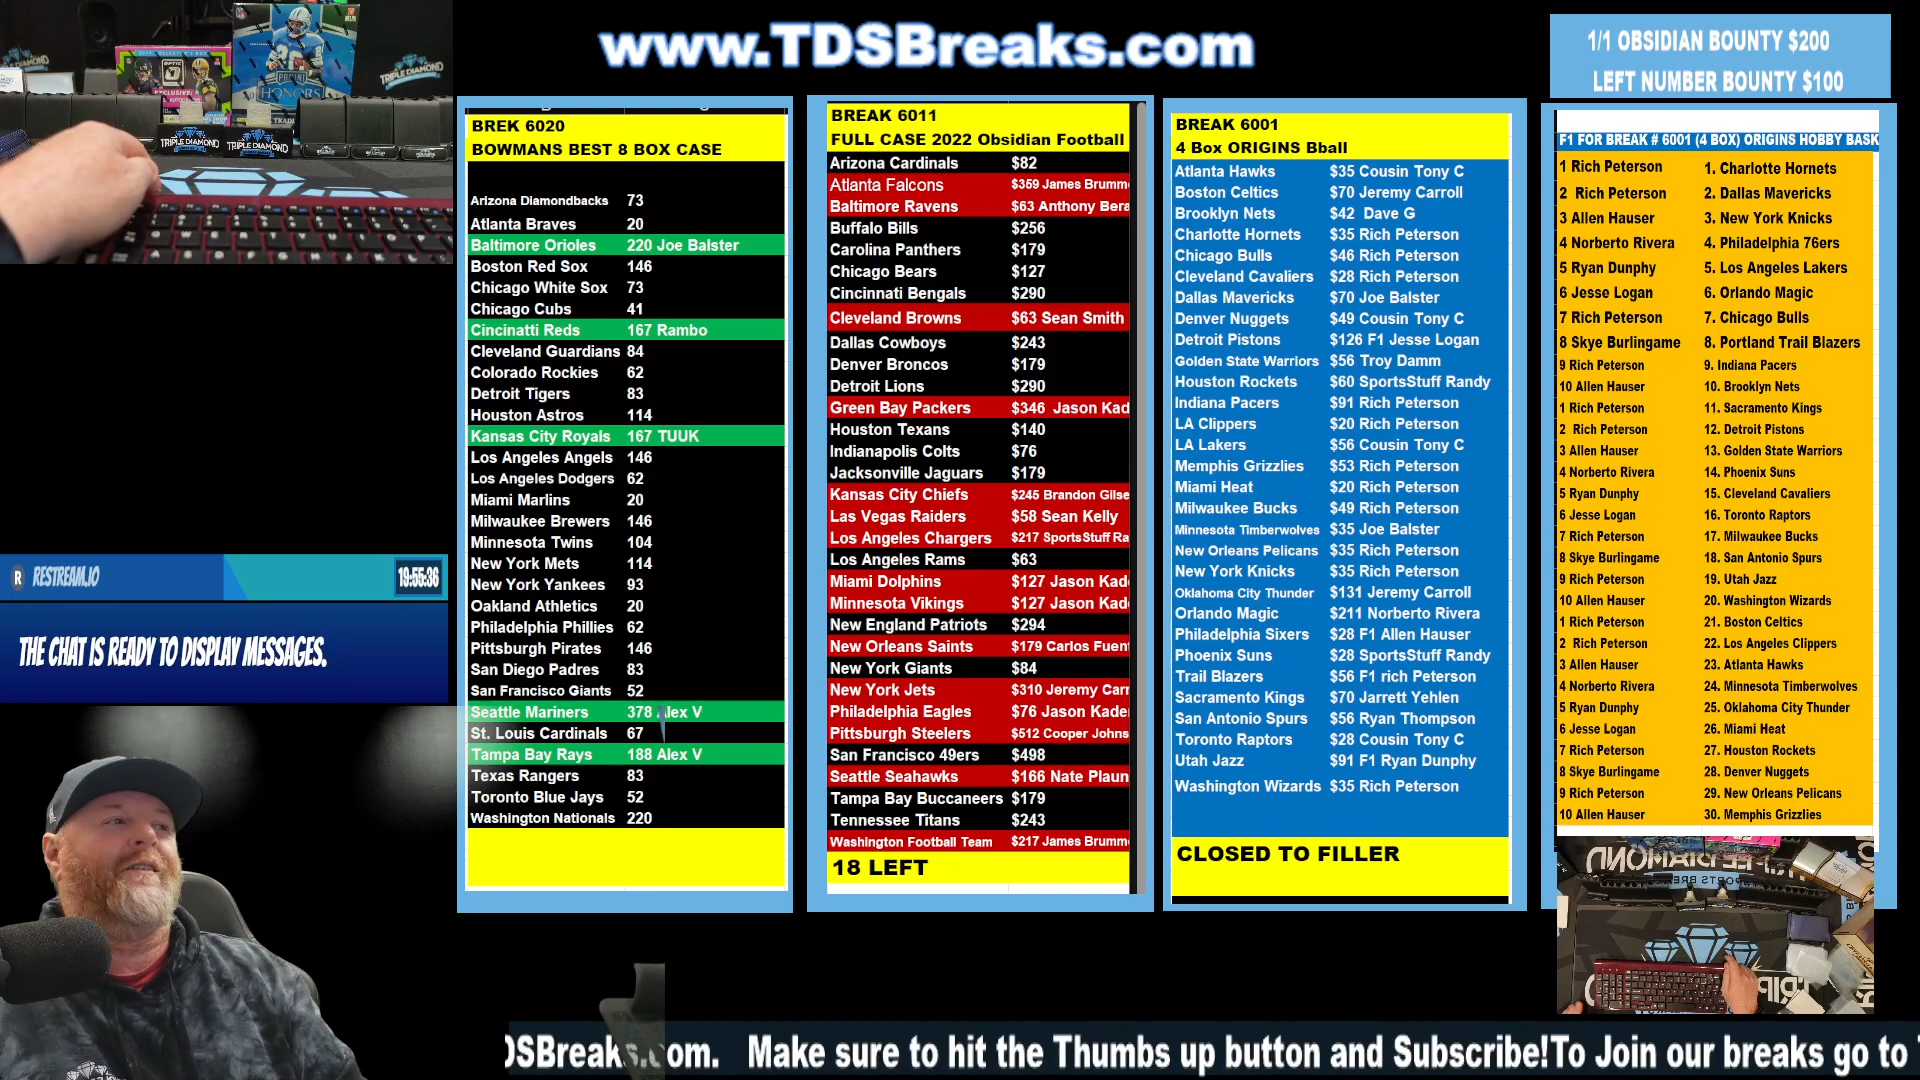 www.TDSBreaks.com
1/1 OBSIDIAN BOUNTY $200
LEFT NUMBER BOUNTY $100
PANINI
HONORS
TRIPLE DIAMOND
TRIPLE DIAMOND
BREK 6020
BOWMANS BEST 8 BOX CASE
Arizona Diamondbacks 73
Atlanta Braves 20
Baltimore Orioles 220 Joe Balster
Boston Red Sox 146
Chicago White Sox 73
Chicago Cubs 41
Cincinatti Reds 167 Rambo
Cleveland Guardians 84
Colorado Rockies 62
Detroit Tigers 83
Houston Astros 114
Kansas City Royals 167 TUUK
Los Angeles Angels 146
Los Angeles Dodgers 62
Miami Marlins 20
Milwaukee Brewers 146
Minnesota Twins 104
New York Mets 114
New York Yankees 93
Oakland Athletics 20
Philadelphia Phillies 62
Pittsburgh Pirates 146
San Diego Padres 83
San Francisco Giants 52
Seattle Mariners 378 Alex V
St. Louis Cardinals 67
Tampa Bay Rays 188 Alex V
Texas Rangers 83
Toronto Blue Jays 52
Washington Nationals 220
BREAK 6011
FULL CASE 2022 Obsidian Football
Arizona Cardinals $82
Atlanta Falcons $359 James Brumm
Baltimore Ravens $63 Anthony Bera
Buffalo Bills $256
Carolina Panthers $179
Chicago Bears $127
Cincinnati Bengals $290
Cleveland Browns $63 Sean Smith
Dallas Cowboys $243
Denver Broncos $179
Detroit Lions $290
Green Bay Packers $346 Jason Kad
Houston Texans $140
Indianapolis Colts $76
Jacksonville Jaguars $179
Kansas City Chiefs $245 Brandon Gilse
Las Vegas Raiders $58 Sean Kelly
Los Angeles Chargers $217 SportsStuff Ra
Los Angeles Rams $63
Miami Dolphins $127 Jason Kad
Minnesota Vikings $127 Jason Kad
New England Patriots $294
New Orleans Saints $179 Carlos Fuen
New York Giants $84
New York Jets $310 Jeremy Carr
Philadelphia Eagles $76 Jason Kade
Pittsburgh Steelers $512 Cooper Johns
San Francisco 49ers $498
Seattle Seahawks $166 Nate Plaun
Tampa Bay Buccaneers $179
Tennessee Titans $243
Washington Football Team $217 James Brumm
18 LEFT
BREAK 6001
4 Box ORIGINS Bball
Atlanta Hawks $35 Cousin Tony C
Boston Celtics $70 Jeremy Carroll
Brooklyn Nets $42 Dave G
Charlotte Hornets $35 Rich Peterson
Chicago Bulls $46 Rich Peterson
Cleveland Cavaliers $28 Rich Peterson
Dallas Mavericks $70 Joe Balster
Denver Nuggets $49 Cousin Tony C
Detroit Pistons $126 F1 Jesse Logan
Golden State Warriors $56 Troy Damm
Houston Rockets $60 SportsStuff Randy
Indiana Pacers $91 Rich Peterson
LA Clippers $20 Rich Peterson
LA Lakers $56 Cousin Tony C
Memphis Grizzlies $53 Rich Peterson
Miami Heat $20 Rich Peterson
Milwaukee Bucks $49 Rich Peterson
Minnesota Timberwolves $35 Joe Balster
New Orleans Pelicans $35 Rich Peterson
New York Knicks $35 Rich Peterson
Oklahoma City Thunder $131 Jeremy Carroll
Orlando Magic $211 Norberto Rivera
Philadelphia Sixers $28 F1 Allen Hauser
Phoenix Suns $28 SportsStuff Randy
Trail Blazers $56 F1 rich Peterson
Sacramento Kings $70 Jarrett Yehlen
San Antonio Spurs $56 Ryan Thompson
Toronto Raptors $28 Cousin Tony C
Utah Jazz $91 F1 Ryan Dunphy
Washington Wizards $35 Rich Peterson
CLOSED TO FILLER
F1 FOR BREAK # 6001 (4 BOX) ORIGINS HOBBY BASK
1 Rich Peterson 1. Charlotte Hornets
2 Rich Peterson 2. Dallas Mavericks
3 Allen Hauser 3. New York Knicks
4 Norberto Rivera 4. Philadelphia 76ers
5 Ryan Dunphy 5. Los Angeles Lakers
6 Jesse Logan 6. Orlando Magic
7 Rich Peterson 7. Chicago Bulls
8 Skye Burlingame 8. Portland Trail Blazers
9 Rich Peterson 9. Indiana Pacers
10 Allen Hauser 10. Brooklyn Nets
1 Rich Peterson 11. Sacramento Kings
2 Rich Peterson 12. Detroit Pistons
3 Allen Hauser 13. Golden State Warriors
4 Norberto Rivera 14. Phoenix Suns
5 Ryan Dunphy 15. Cleveland Cavaliers
6 Jesse Logan 16. Toronto Raptors
7 Rich Peterson 17. Milwaukee Bucks
8 Skye Burlingame 18. San Antonio Spurs
9 Rich Peterson 19. Utah Jazz
10 Allen Hauser 20. Washington Wizards
1 Rich Peterson 21. Boston Celtics
2 Rich Peterson 22. Los Angeles Clippers
3 Allen Hauser 23. Atlanta Hawks
4 Norberto Rivera 24. Minnesota Timberwolves
5 Ryan Dunphy 25. Oklahoma City Thunder
6 Jesse Logan 26. Miami Heat
7 Rich Peterson 27. Houston Rockets
8 Skye Burlingame 28. Denver Nuggets
9 Rich Peterson 29. New Orleans Pelicans
10 Allen Hauser 30. Memphis Grizzlies
R RESTREAM.IO 19:55:36
THE CHAT IS READY TO DISPLAY MESSAGES.
DSBreaks.com. Make sure to hit the Thumbs up button and Subscribe!To Join our breaks go to